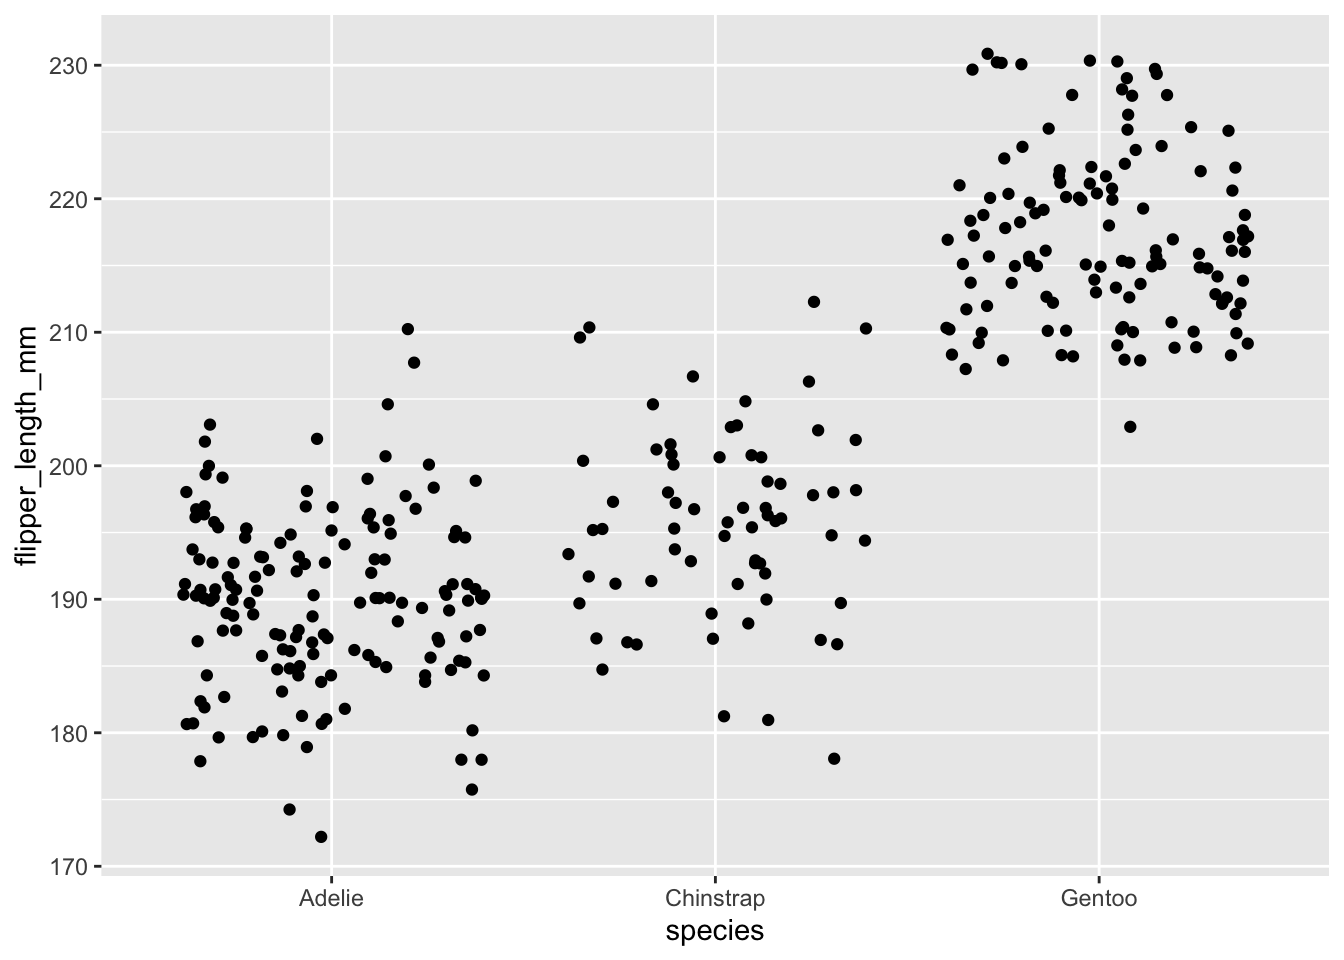 230
220
210
200
190
180
170
flipper_length_mm
Adelie
Chinstrap
Gentoo
species